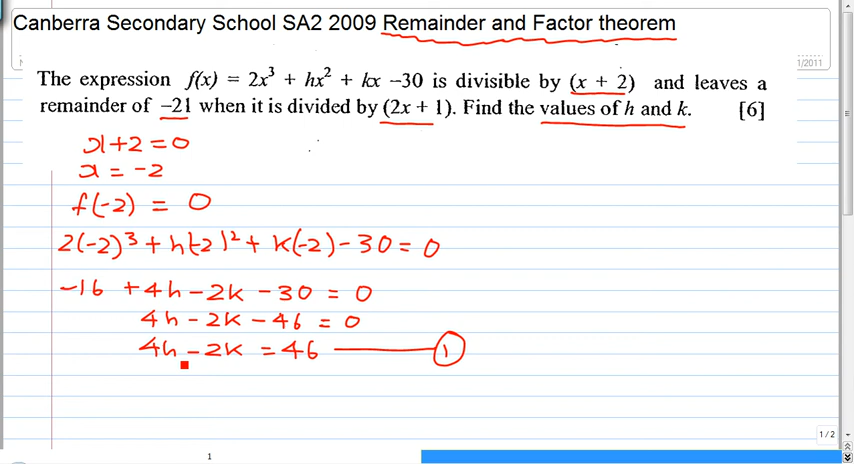 Canberra Secondary School SA2 2009 Remainder and Factor theorem
1/2011
The expression f(x) = 2x³ + hx² + kx −30 is divisible by (x + 2) and leaves a
remainder of −21 when it is divided by (2x + 1). Find the values of h and k. [6]
x+2=0
x = -2
f(-2) = 0
2(-2)³ + h(-2)² + k(-2) - 30 = 0
-16 + 4h - 2k - 30 = 0
4h - 2k - 46 = 0
4h - 2k = 46 ——— ①
1/2
1